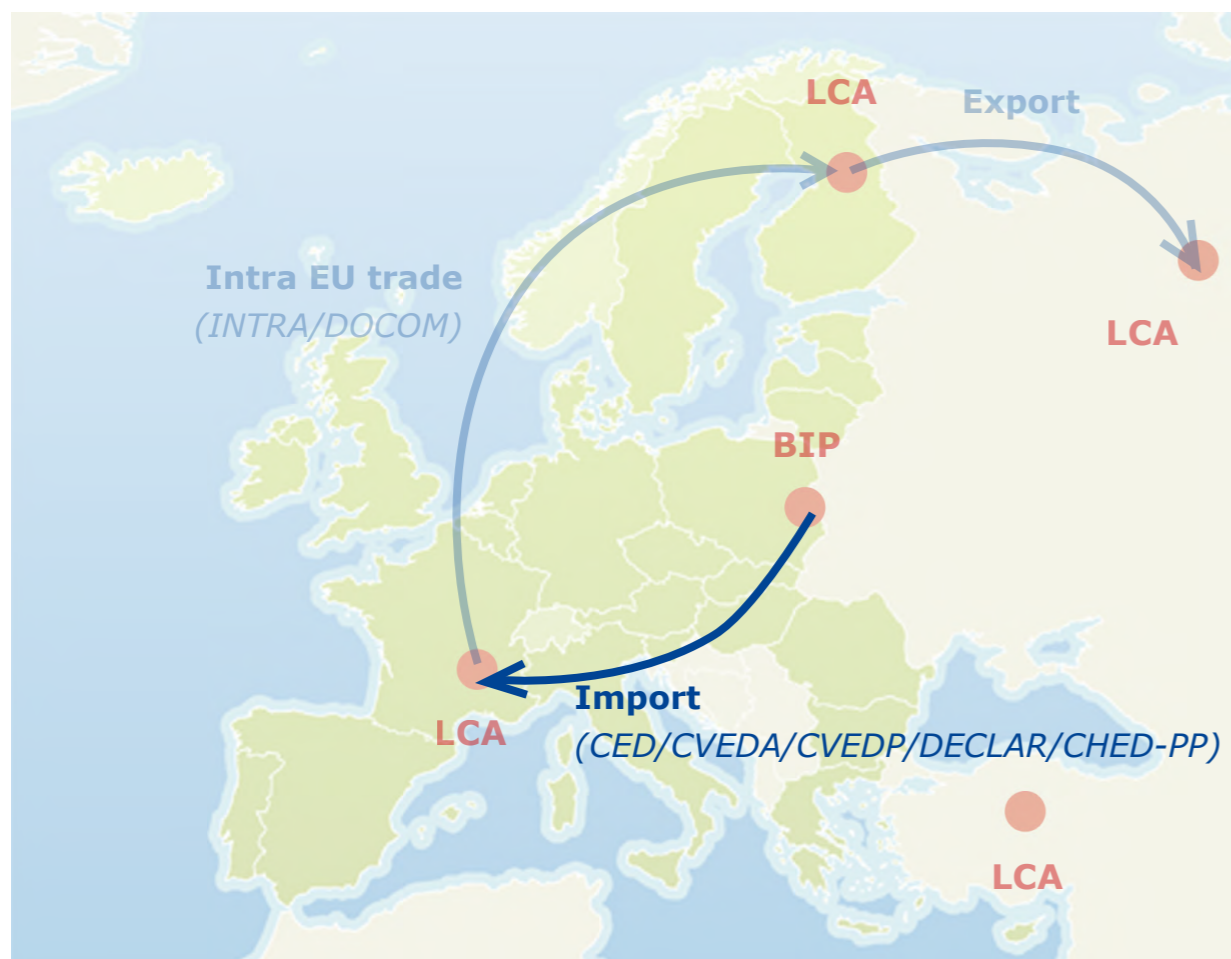 LCA
Export
Intra EU trade
(INTRA/DOCOM)
LCA
BIP
Import
LCA
(CED/CVEDA/CVEDP/DECLAR/CHED-PP)
LCA